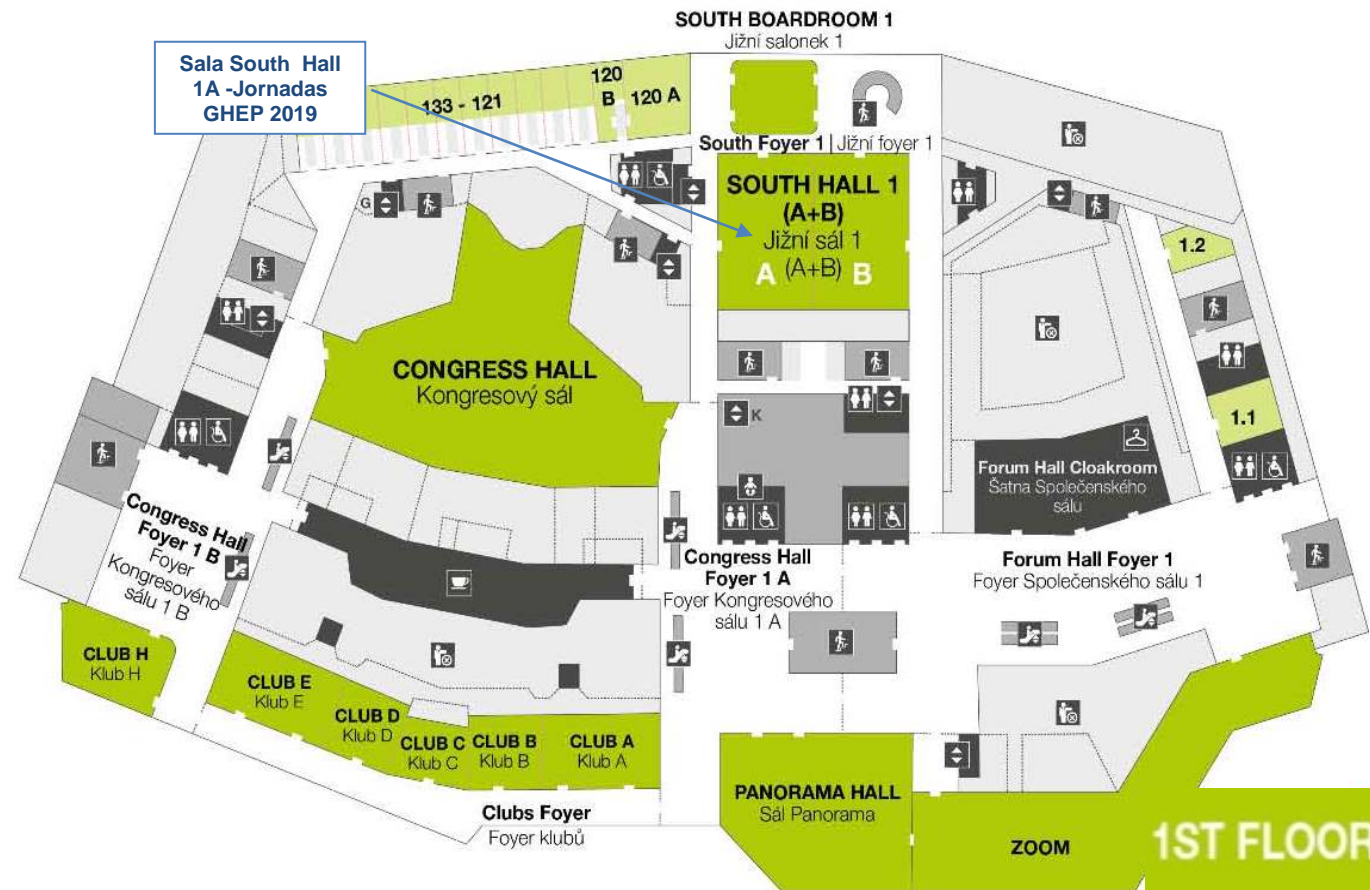 SOUTH BOARDROOM 1
Jižní salonek 1
Sala South Hall
1A -Jornadas
GHEP 2019
133 - 121
120
B
120 A
South Foyer 1 | Jižní foyer 1
SOUTH HALL 1
(A+B)
Jižní sál 1
A (A+B) B
G
1.2
CONGRESS HALL
Kongresový sál
K
1.1
Forum Hall Cloakroom
Šatna Společenského
sálu
Congress Hall
Foyer 1 B
Foyer
Kongresového
sálu 1 B
Congress Hall
Foyer 1 A
Foyer Kongresového
sálu 1 A
Forum Hall Foyer 1
Foyer Společenského sálu 1
CLUB H
Klub H
CLUB E
Klub E
CLUB D
Klub D
CLUB C
Klub C
CLUB B
Klub B
CLUB A
Klub A
PANORAMA HALL
Sál Panorama
Clubs Foyer
Foyer klubů
ZOOM
1ST FLOOR